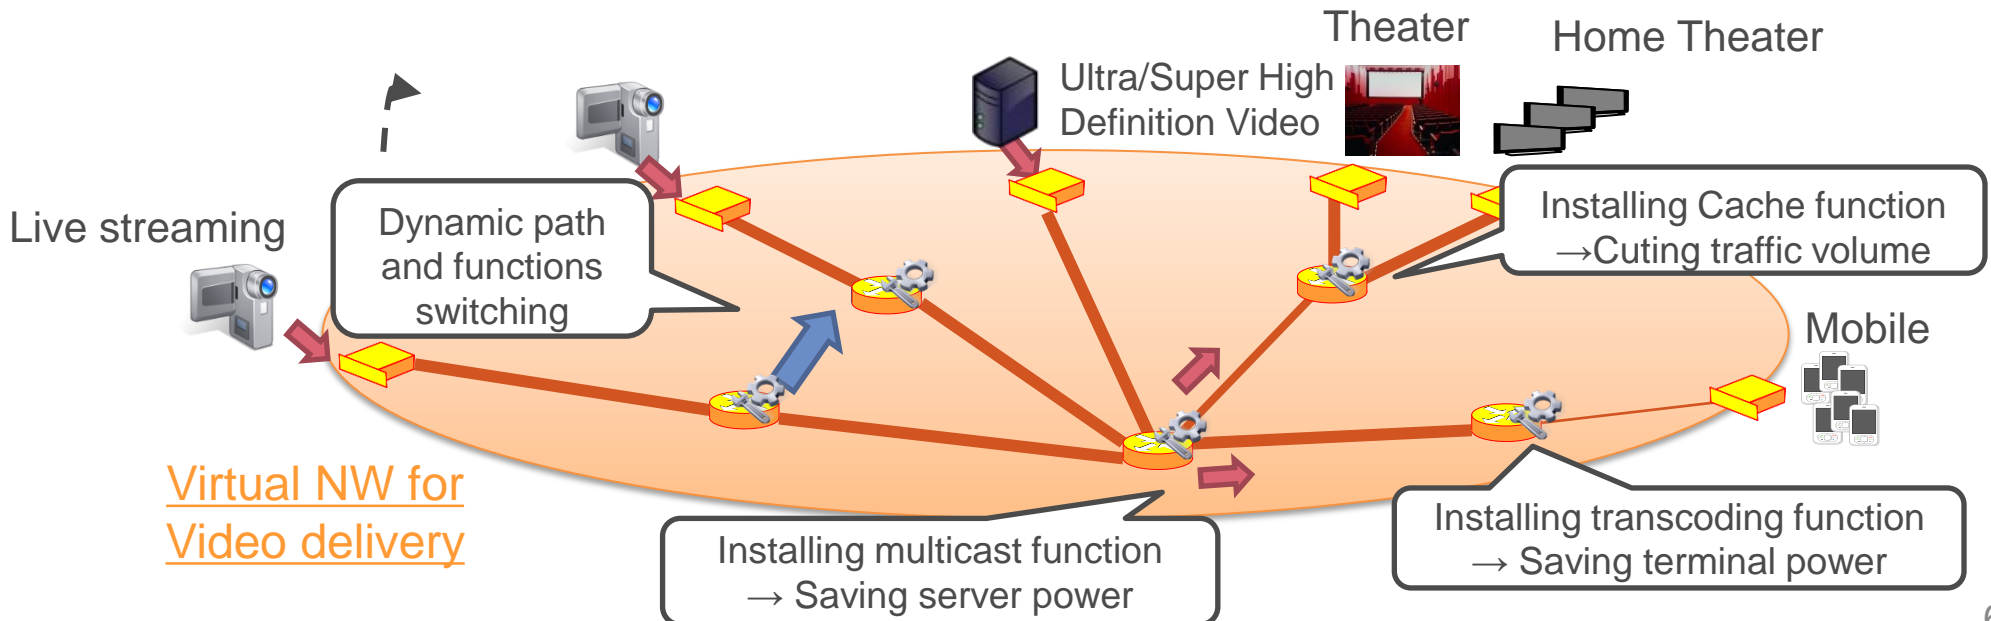 Theater
Home Theater
Ultra/Super High
Definition Video
Live streaming
Dynamic path
and functions
switching
Installing Cache function
→Cuting traffic volume
Mobile
Virtual NW for
Video delivery
Installing multicast function
→ Saving server power
Installing transcoding function
→ Saving terminal power